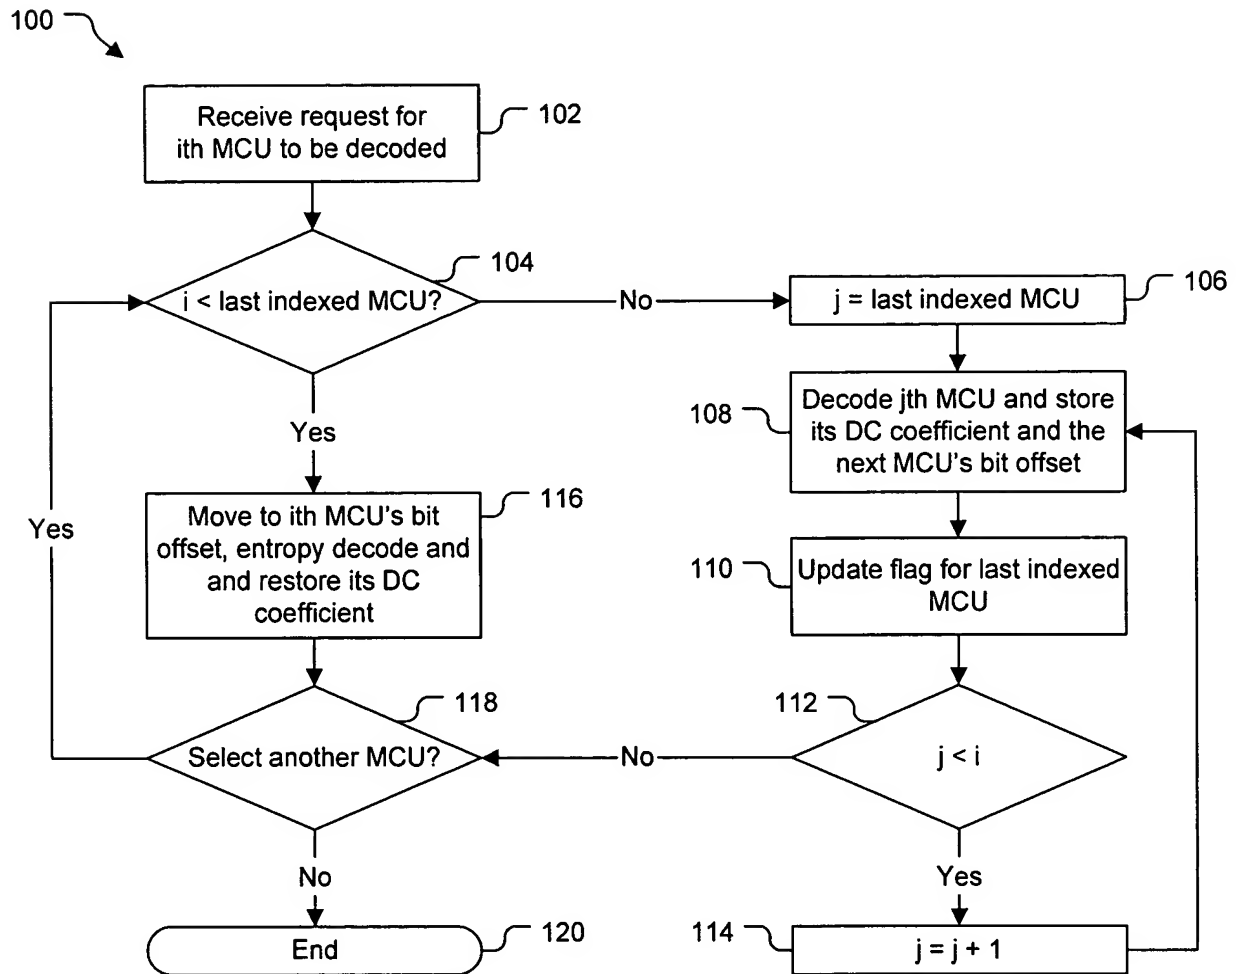 100
Receive request for
ith MCU to be decoded
102
i < last indexed MCU?
104
No
j = last indexed MCU
106
Yes
Decode jth MCU and store
its DC coefficient and the
next MCU's bit offset
108
Yes
Move to ith MCU's bit
offset, entropy decode and
and restore its DC
coefficient
116
Update flag for last indexed
MCU
110
Select another MCU?
118
No
j < i
112
No
Yes
End
120
j = j + 1
114